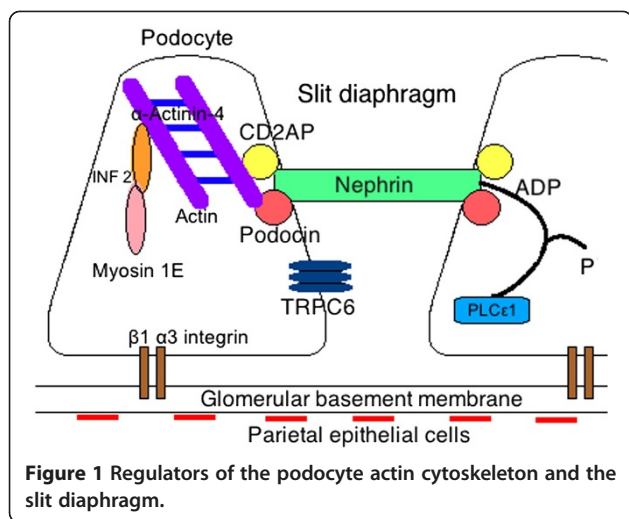 Podocyte
Slit diaphragm
α-Actinin-4
CD2AP
INF 2
Nephrin
ADP
Actin
Podocin
Myosin 1E
P
TRPC6
PLCε1
β1 α3 integrin
Glomerular basement membrane
Parietal epithelial cells
Figure 1 Regulators of the podocyte actin cytoskeleton and the
slit diaphragm.